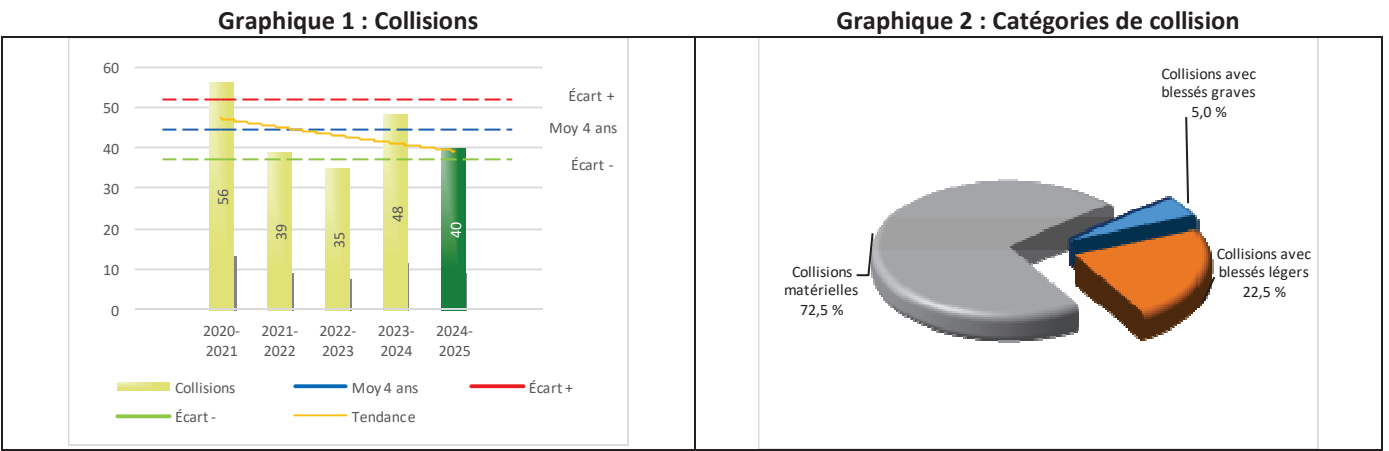 Graphique 1 : Collisions
60
50
40
30
20
10
0
Écart +
Moy 4 ans
Écart -
56
39
35
48
40
2020-
2021
2021-
2022
2022-
2023
2023-
2024
2024-
2025
Collisions
Moy 4 ans
Écart +
Écart -
Tendance
Graphique 2 : Catégories de collision
Collisions avec
blessés graves
5,0 %
Collisions avec
blessés légers
22,5 %
Collisions
matérielles
72,5 %